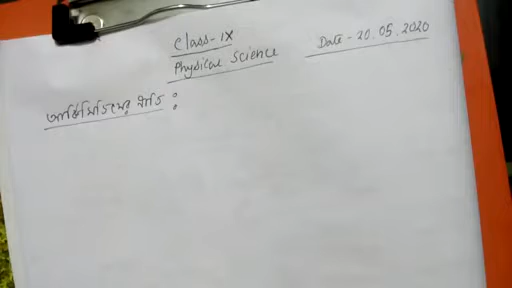 Class-IX
Physical Science
Date - 20.05.2020
আর্কিমিডিসের নীতি :